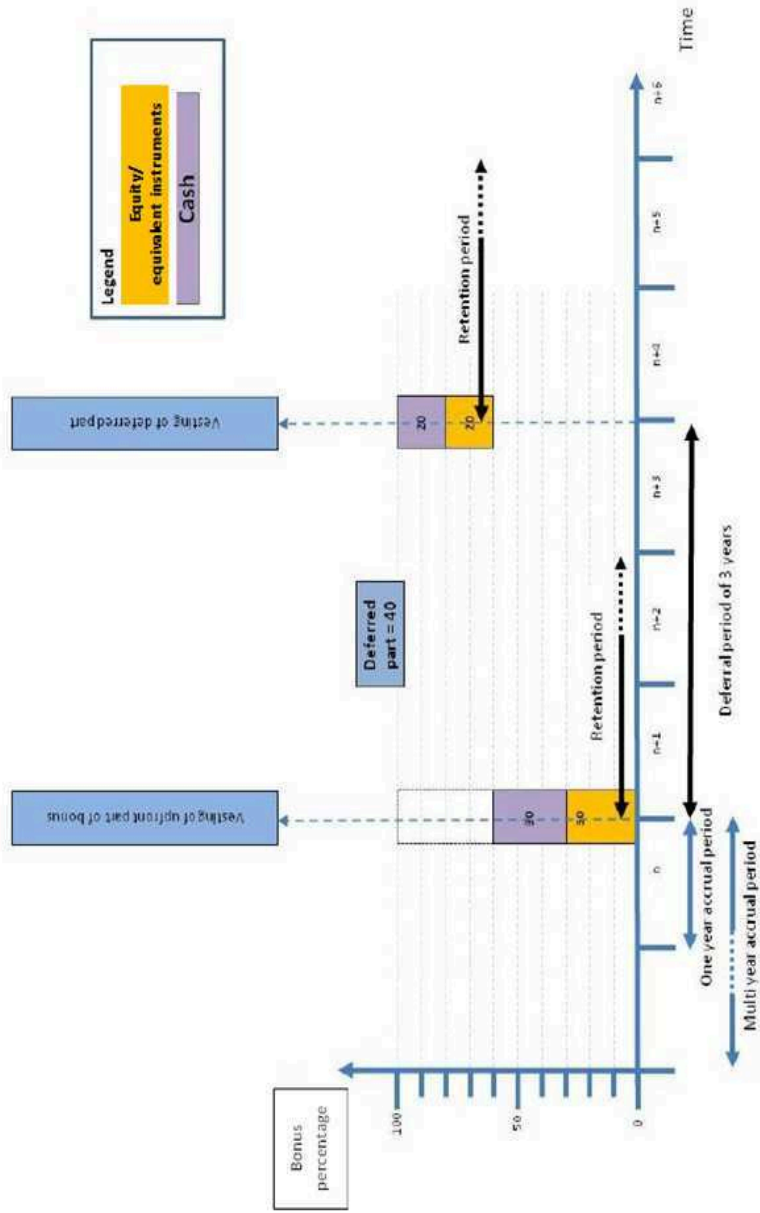 Bonus
percentage
Vesting of upfront part of bonus
Vesting of deferred part
Legend
Equity/
equivalent instruments
Cash
Deferred
part = 40
100
50
0
30
30
20
20
Retention period
Retention period
n
n+1
n+2
n+3
n+4
n+5
n+6
Time
One year accrual period
Multi year accrual period
Deferral period of 3 years